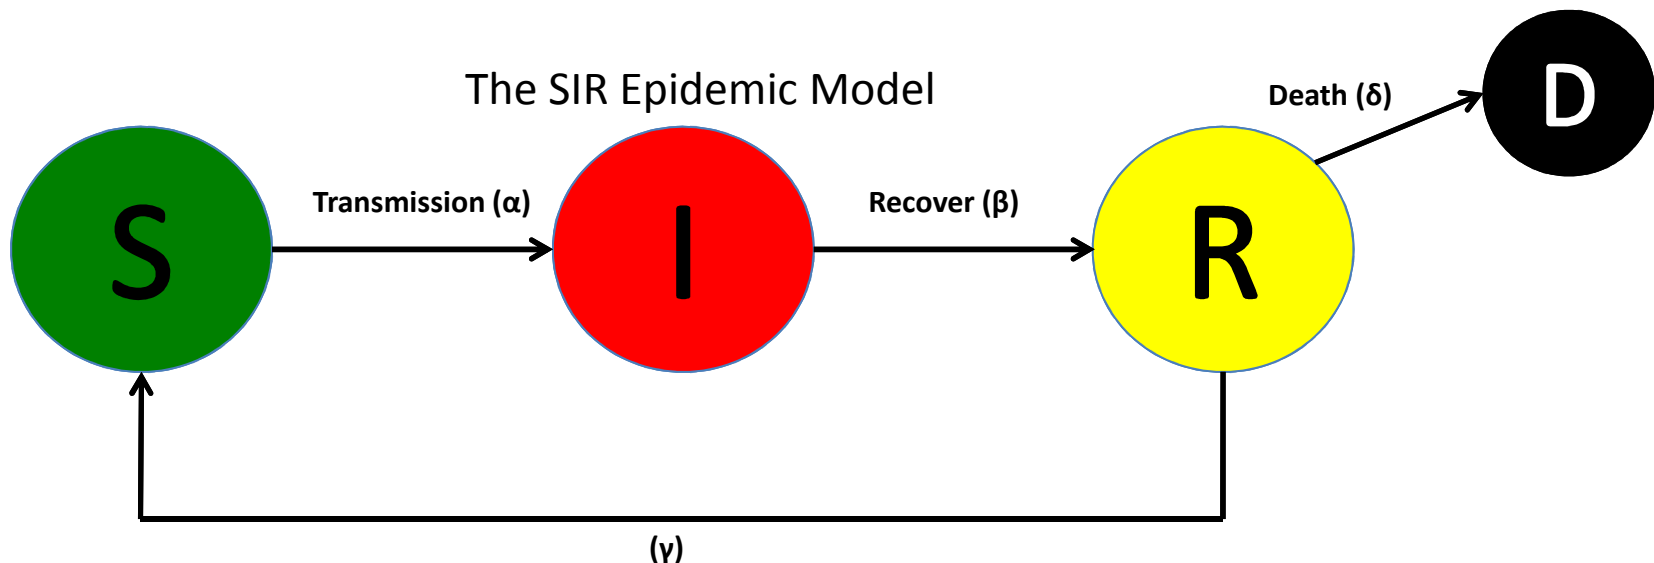 The SIR Epidemic Model
Death (δ)
D
Transmission (α)
Recover (β)
S
I
R
(γ)